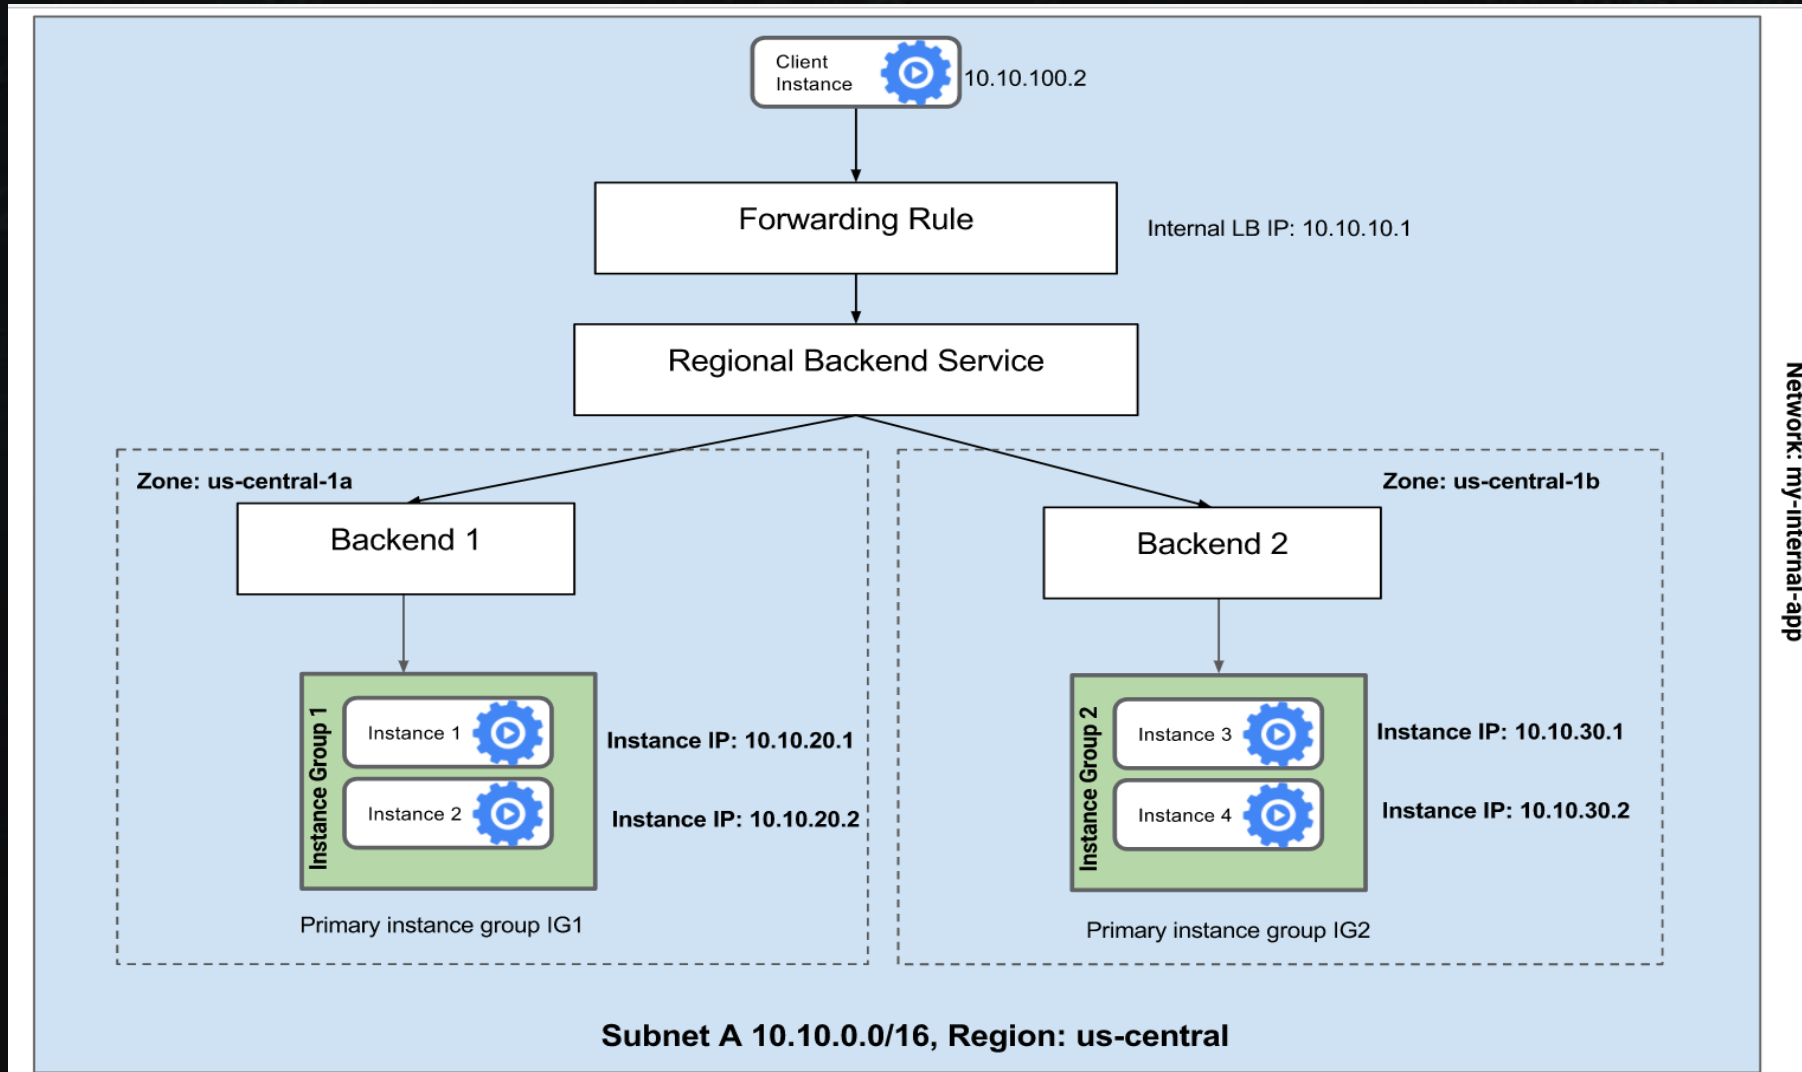 Client
Instance
10.10.100.2
Forwarding Rule
Internal LB IP: 10.10.10.1
Regional Backend Service
Network: my-internal-app
Zone: us-central-1a
Zone: us-central-1b
Backend 1
Backend 2
Instance Group 1
Instance 1
Instance IP: 10.10.20.1
Instance 2
Instance IP: 10.10.20.2
Primary instance group IG1
Instance Group 2
Instance 3
Instance IP: 10.10.30.1
Instance 4
Instance IP: 10.10.30.2
Primary instance group IG2
Subnet A 10.10.0.0/16, Region: us-central